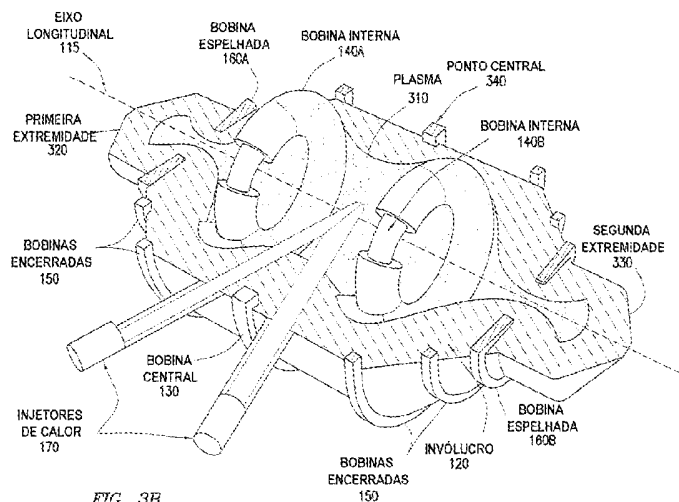 EIXO
LONGITUDINAL
115
BOBINA
ESPELHADA
160A
BOBINA INTERNA
140A
PLASMA
310
PONTO CENTRAL
340
BOBINA INTERNA
140B
PRIMEIRA
EXTREMIDADE
320
SEGUNDA
EXTREMIDADE
330
BOBINAS
ENCERRADAS
150
BOBINA
CENTRAL
130
INJETORES
DE CALOR
170
BOBINAS
ENCERRADAS
150
INVÓLUCRO
120
BOBINA
ESPELHADA
160B
FIG. 3B